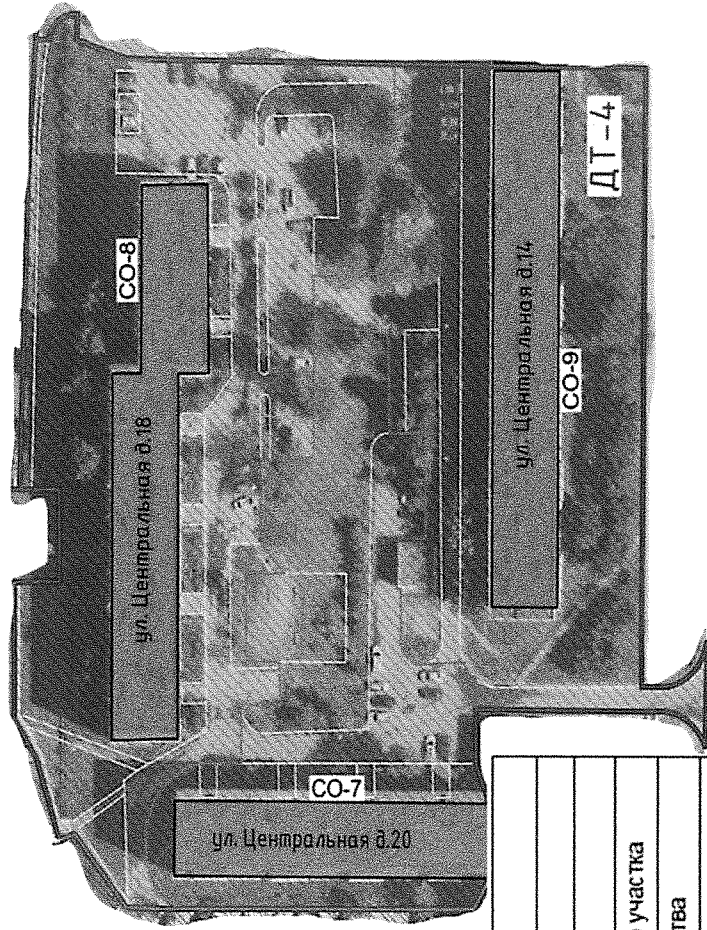 СО-8
ул. Центральная д.18
ДТ-4
ул. Центральная д.14
СО-9
СО-7
ул. Центральная д.20
участка
тва